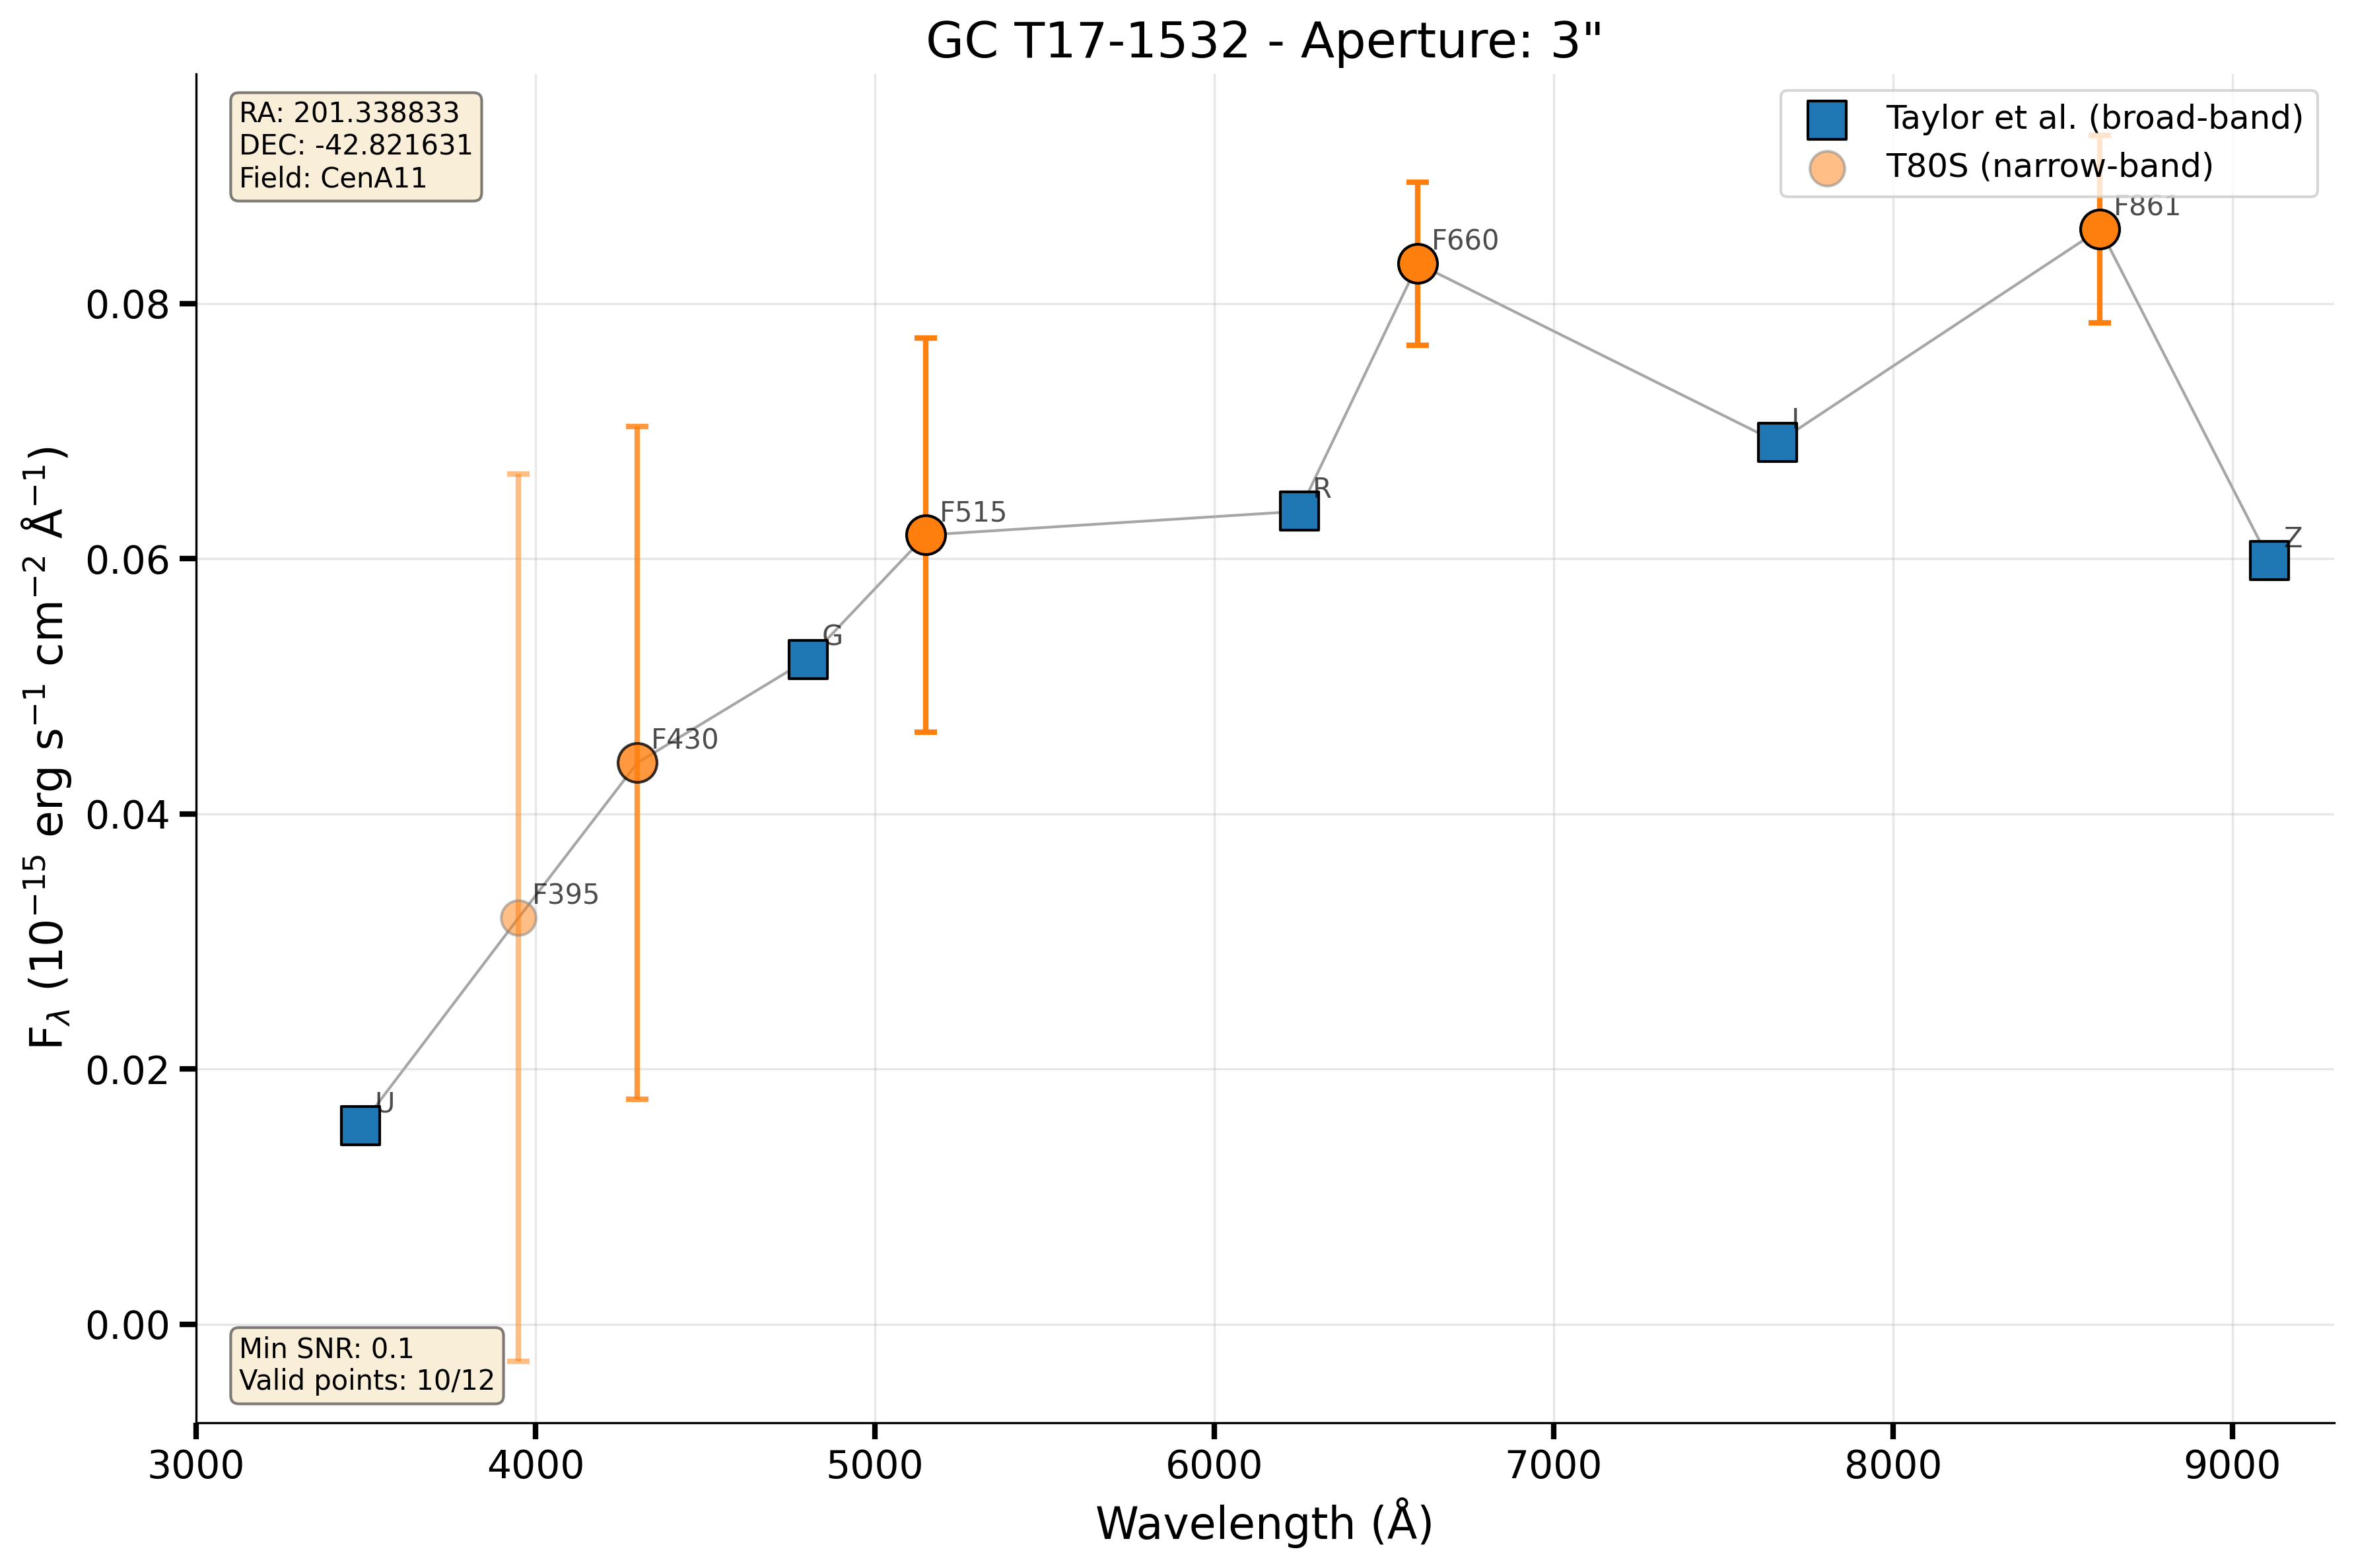 GC T17-1532 - Aperture: 3"
RA: 201.338833
DEC: -42.821631
Field: CenA11
Taylor et al. (broad-band)
T80S (narrow-band)
F861
F660
I
R
Z
F515
G
F430
F395
U
0.08
0.06
0.04
0.02
0.00
F_λ (10⁻¹⁵ erg s⁻¹ cm⁻² Å⁻¹)
Min SNR: 0.1
Valid points: 10/12
3000 4000 5000 6000 7000 8000 9000
Wavelength (Å)